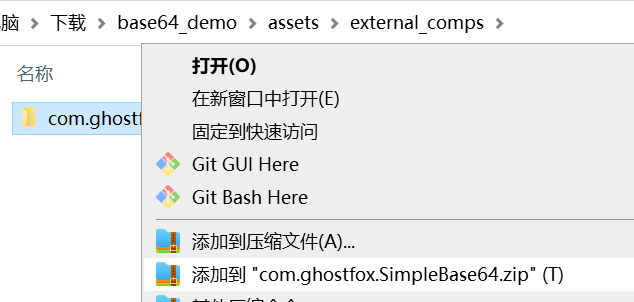 脑 > 下载 > base64_demo > assets > external_comps >
名称
com.ghostf
打开(O)
在新窗口中打开(E)
固定到快速访问
Git GUI Here
Git Bash Here
添加到压缩文件(A)...
添加到 "com.ghostfox.SimpleBase64.zip" (T)